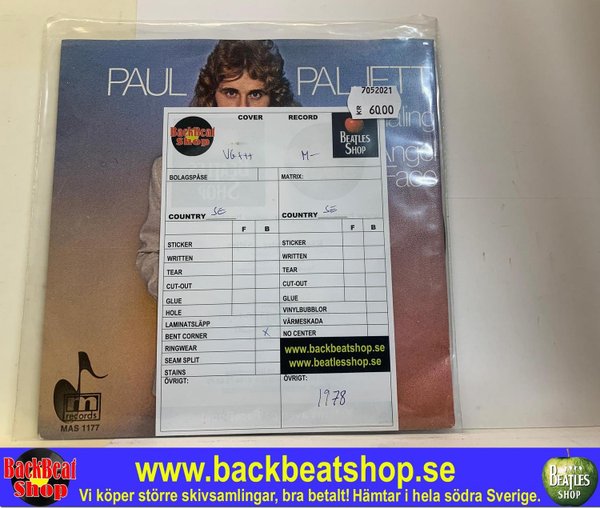 PAUL PALJETT
7052021
KR 60.00
aling
Angel
Face
COVER RECORD
BackBeat Shop
BEATLES SHOP
VG+++ M-
BOLAGSPÅSE MATRIX:
COUNTRY SE COUNTRY SE
F B F B
STICKER STICKER
WRITTEN WRITTEN
TEAR TEAR
CUT-OUT CUT-OUT
GLUE GLUE
HOLE VINYLBUBBLOR
LAMINATSLÄPP VÄRMESKADA
BENT CORNER X NO CENTER
RINGWEAR
SEAM SPLIT
STAINS
www.backbeatshop.se
www.beatlesshop.se
ÖVRIGT: ÖVRIGT:
1978
m
records
MAS 1177
BackBeat Shop
www.backbeatshop.se
Vi köper större skivsamlingar, bra betalt! Hämtar i hela södra Sverige.
BEATLES
SHOP